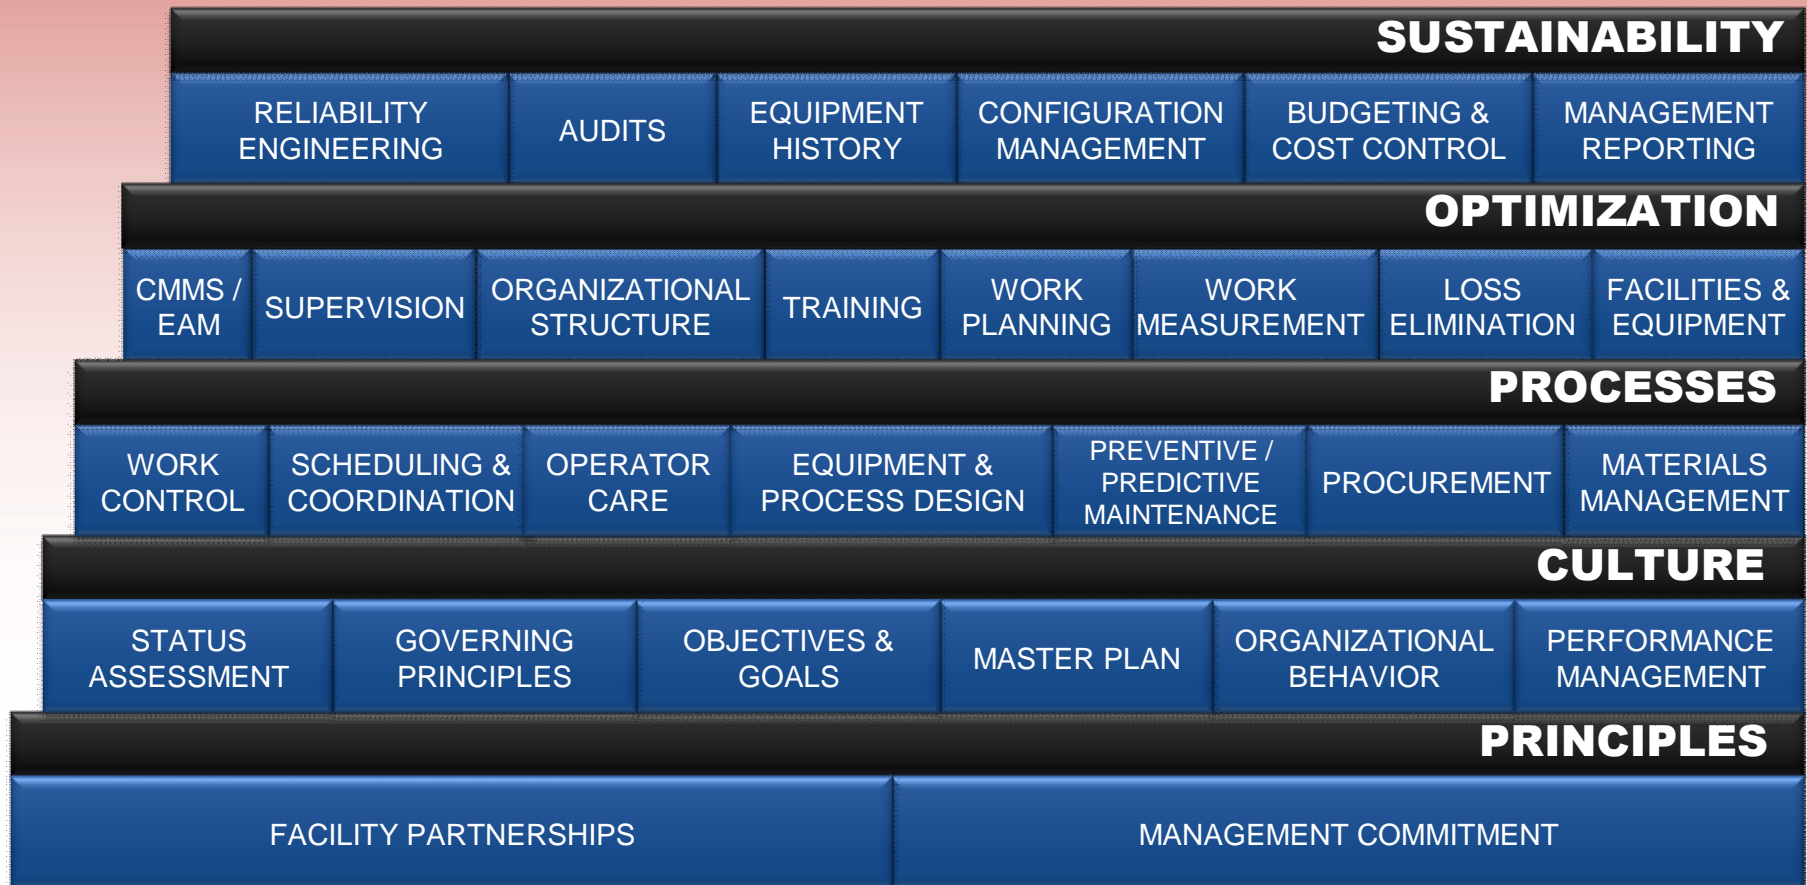 SUSTAINABILITY
RELIABILITY
ENGINEERING
AUDITS
EQUIPMENT
HISTORY
CONFIGURATION
MANAGEMENT
BUDGETING &
COST CONTROL
MANAGEMENT
REPORTING
OPTIMIZATION
CMMS /
EAM
SUPERVISION
ORGANIZATIONAL
STRUCTURE
TRAINING
WORK
PLANNING
WORK
MEASUREMENT
LOSS
ELIMINATION
FACILITIES &
EQUIPMENT
PROCESSES
WORK
CONTROL
SCHEDULING &
COORDINATION
OPERATOR
CARE
EQUIPMENT &
PROCESS DESIGN
PREVENTIVE /
PREDICTIVE
MAINTENANCE
PROCUREMENT
MATERIALS
MANAGEMENT
CULTURE
STATUS
ASSESSMENT
GOVERNING
PRINCIPLES
OBJECTIVES &
GOALS
MASTER PLAN
ORGANIZATIONAL
BEHAVIOR
PERFORMANCE
MANAGEMENT
PRINCIPLES
FACILITY PARTNERSHIPS
MANAGEMENT COMMITMENT